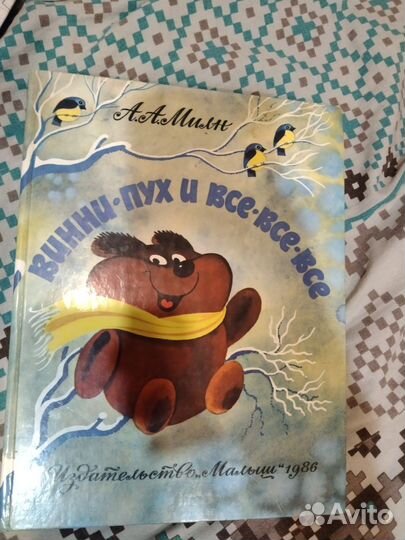 А.А.Милн
ВИННИ-ПУХ И ВСЕ-ВСЕ-ВСЕ
Издательство „Малыш“ 1986
Avito